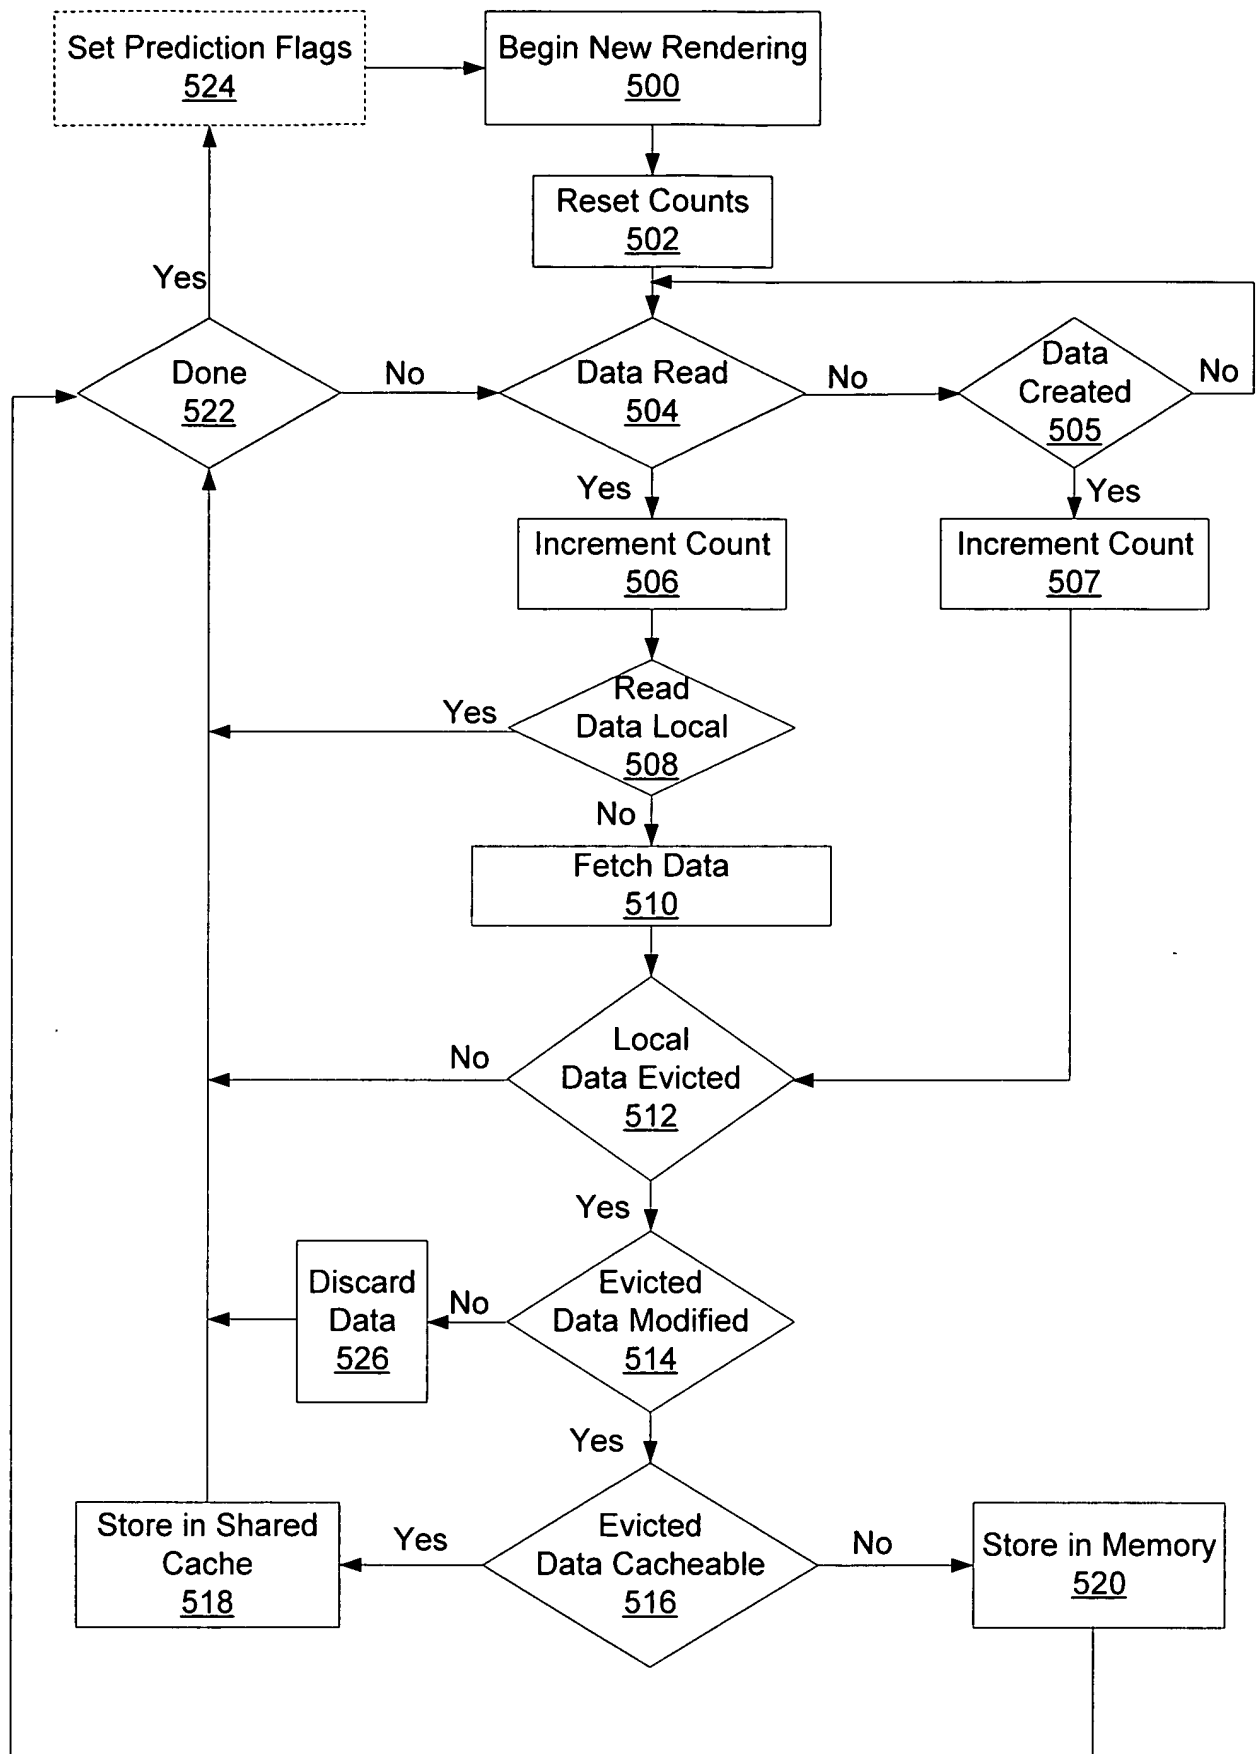 Set Prediction Flags
524
Begin New Rendering
500
Reset Counts
502
Yes
Done
522
No
Data Read
504
No
Data
Created
505
No
Yes
Yes
Increment Count
506
Increment Count
507
Yes
Read
Data Local
508
No
Fetch Data
510
No
Local
Data Evicted
512
Yes
Discard
Data
526
No
Evicted
Data Modified
514
Yes
Store in Shared
Cache
518
Yes
Evicted
Data Cacheable
516
No
Store in Memory
520